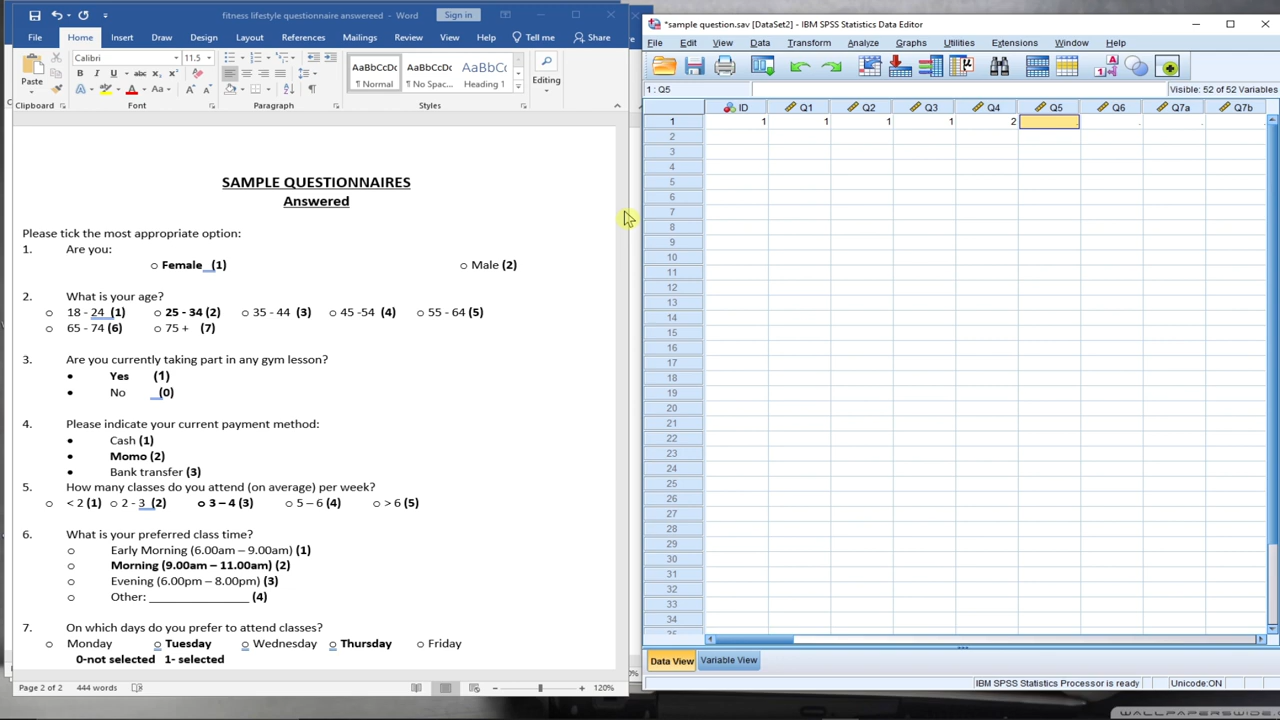 fitness lifestyle questionnaire answereed - Word
Sign in
File Home Insert Draw Design Layout References Mailings Review View Help Tell me Share
Paste
Calibri 11.5
AaBbCcDc AaBbCcDc AaBbCc
¶ Normal ¶ No Spac... Heading 1
Editing
Clipboard Font Paragraph Styles
SAMPLE QUESTIONNAIRES
Answered
Please tick the most appropriate option:
1. Are you:
o Female (1) o Male (2)
2. What is your age?
o 18 - 24 (1) o 25 - 34 (2) o 35 - 44 (3) o 45 -54 (4) o 55 - 64 (5)
o 65 - 74 (6) o 75 + (7)
3. Are you currently taking part in any gym lesson?
• Yes (1)
• No (0)
4. Please indicate your current payment method:
• Cash (1)
• Momo (2)
• Bank transfer (3)
5. How many classes do you attend (on average) per week?
o < 2 (1) o 2 - 3 (2) o 3 – 4 (3) o 5 – 6 (4) o > 6 (5)
6. What is your preferred class time?
o Early Morning (6.00am – 9.00am) (1)
o Morning (9.00am – 11.00am) (2)
o Evening (6.00pm – 8.00pm) (3)
o Other: ________________ (4)
7. On which days do you prefer to attend classes?
o Monday o Tuesday o Wednesday o Thursday o Friday
0-not selected 1- selected
Page 2 of 2 444 words 120%
*sample question.sav [DataSet2] - IBM SPSS Statistics Data Editor
File Edit View Data Transform Analyze Graphs Utilities Extensions Window Help
1 : Q5 Visible: 52 of 52 Variables
ID Q1 Q2 Q3 Q4 Q5 Q6 Q7a Q7b
1 1 1 1 1 2 . . . .
2
3
4
5
6
7
8
9
10
11
12
13
14
15
16
17
18
19
20
21
22
23
24
25
26
27
28
29
30
31
32
33
34
Data View Variable View
IBM SPSS Statistics Processor is ready Unicode:ON